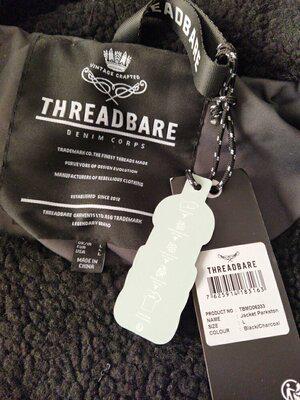 THREADBARE
VINTAGE CRAFTED
THREADBARE
DENIM CORPS
TRADEMARK CO. THE FINEST THREADS MADE
PURVEYORS OF DESIGN EVOLUTION
MANUFACTURERS OF REBELLIOUS CLOTHING
ESTABLISHED SINCE 2012
THREADBARE GARMENTS LTD.
LEGENDARY BRAND
MADE IN
CHINA
THREADBARE
7625914183163
PRODUCT NO : TBMC06333
NAME : Jacket Parkston
SIZE : L
COLOUR : Black/Charcoal